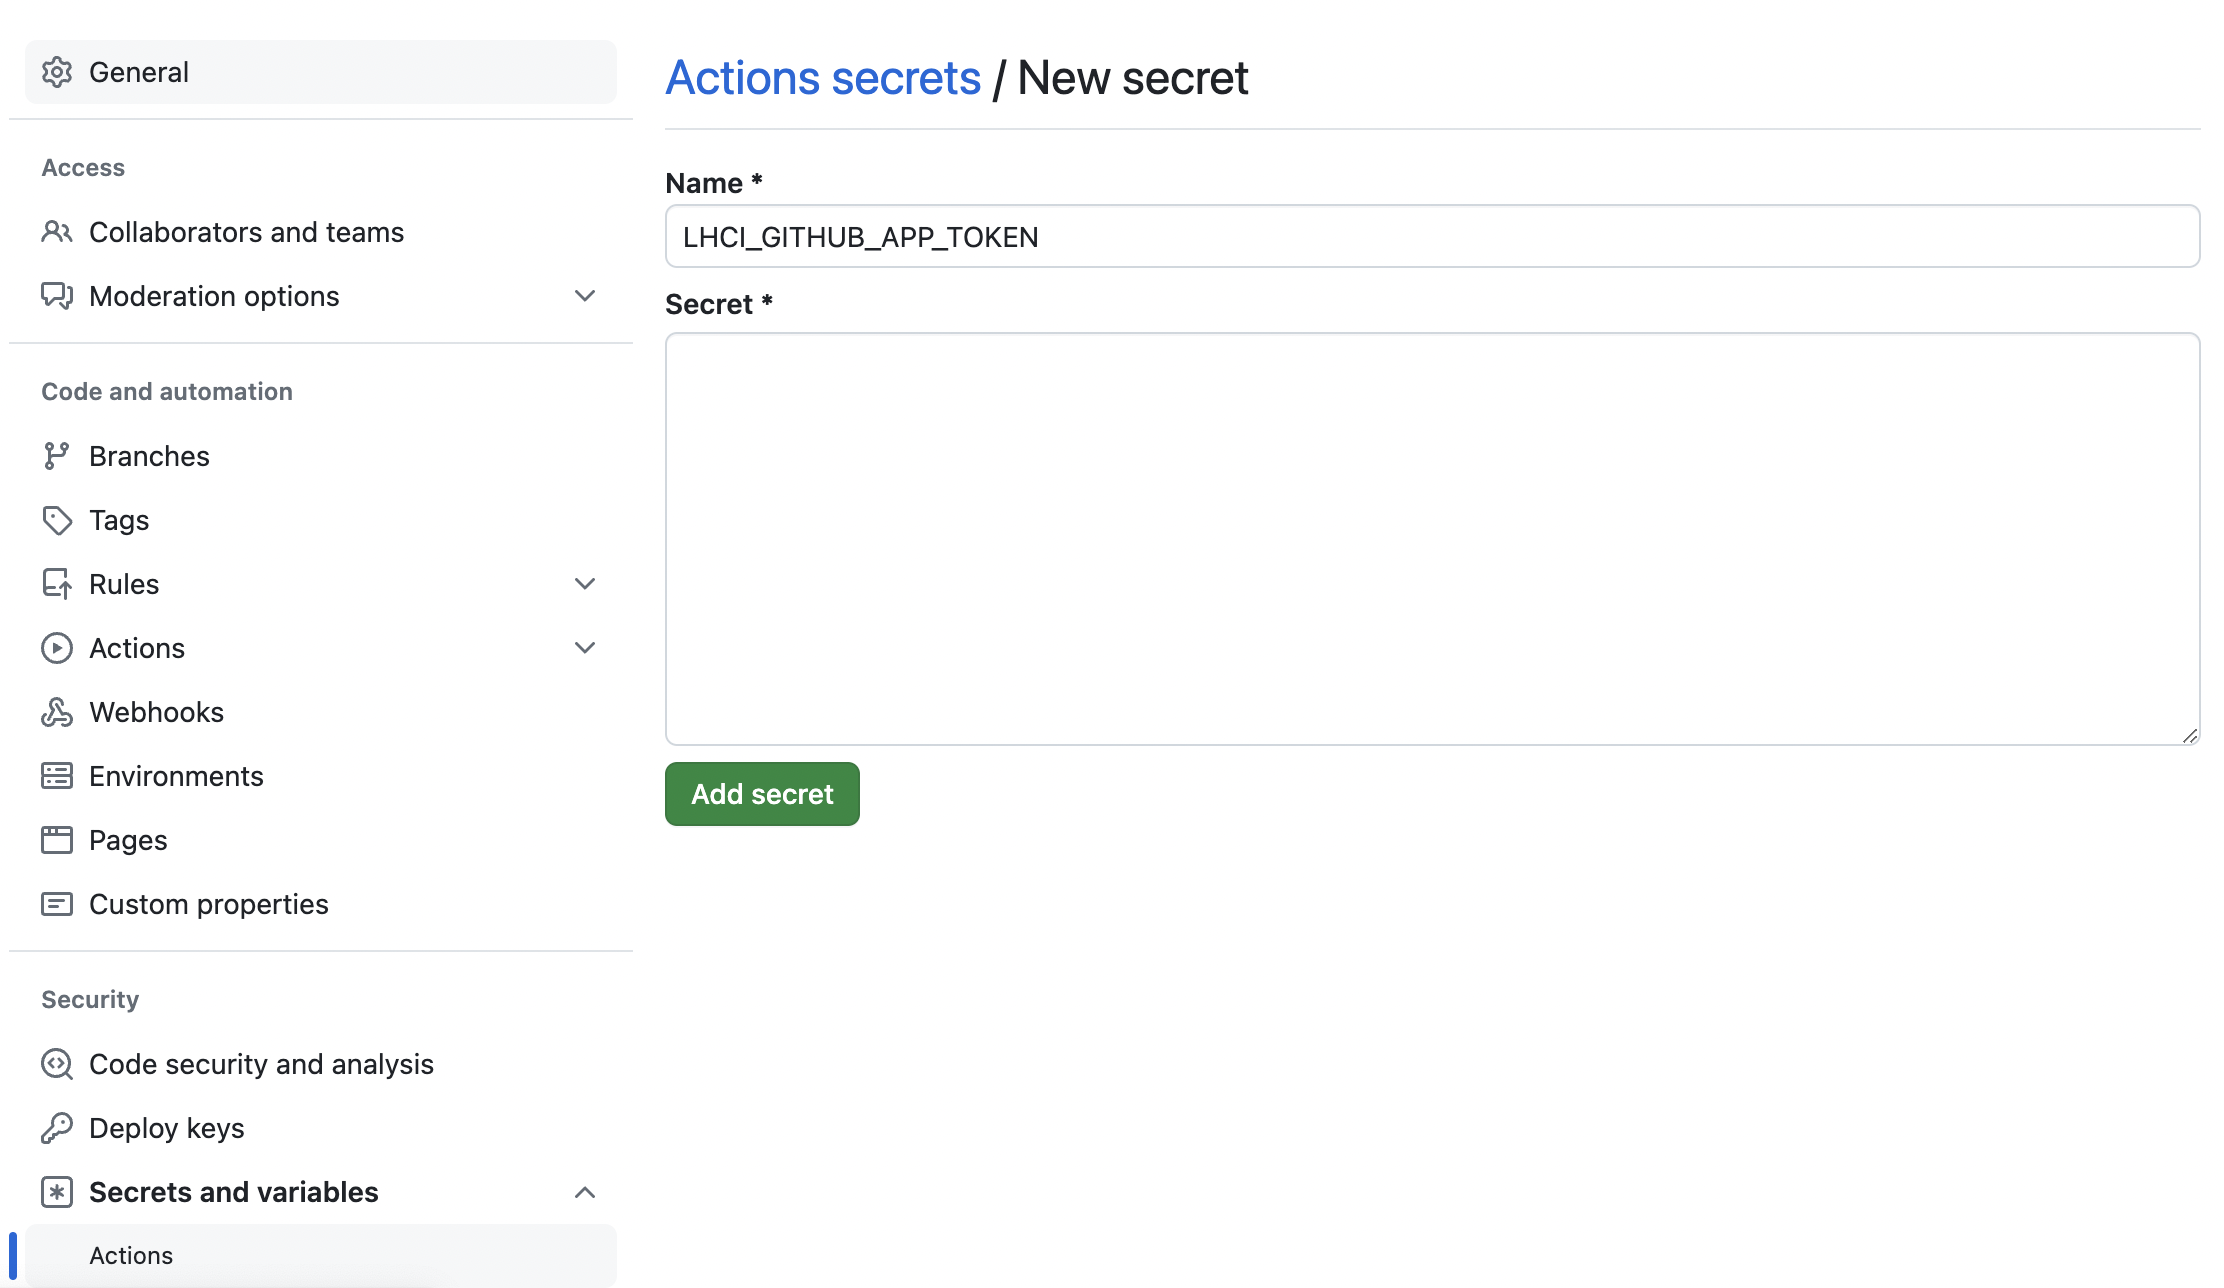 General
Access
Collaborators and teams
Moderation options
Code and automation
Branches
Tags
Rules
Actions
Webhooks
Environments
Pages
Custom properties
Security
Code security and analysis
Deploy keys
Secrets and variables
Actions
Actions secrets / New secret
Name *
LHCI_GITHUB_APP_TOKEN
Secret *
Add secret